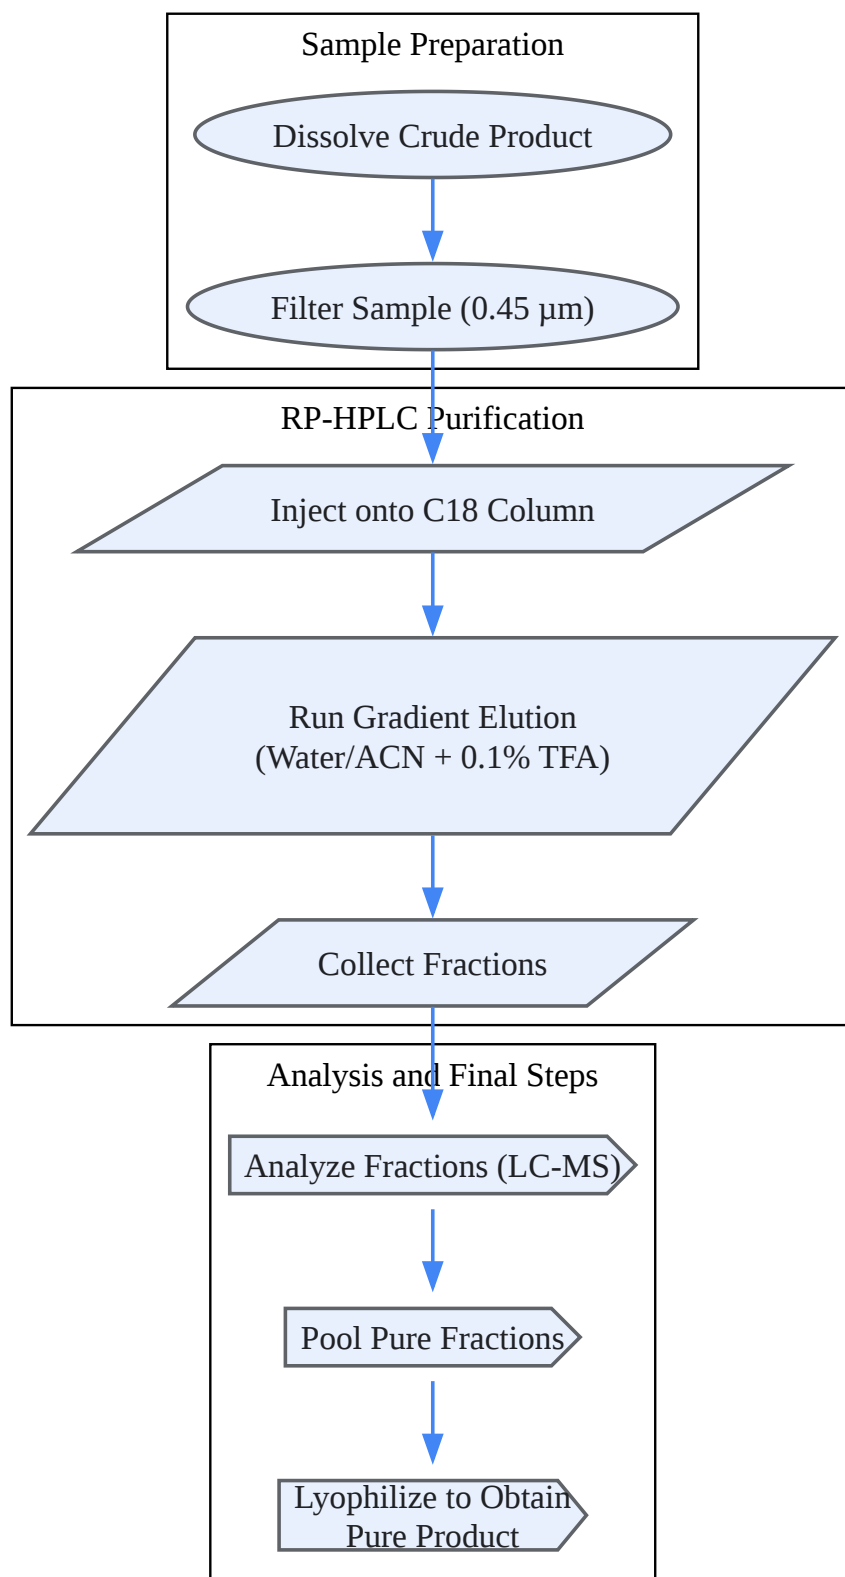 Sample Preparation
Dissolve Crude Product
Filter Sample (0.45 µm)
RP-HPLC Purification
Inject onto C18 Column
Run Gradient Elution
(Water/ACN + 0.1% TFA)
Collect Fractions
Analysis and Final Steps
Analyze Fractions (LC-MS)
Pool Pure Fractions
Lyophilize to Obtain
Pure Product